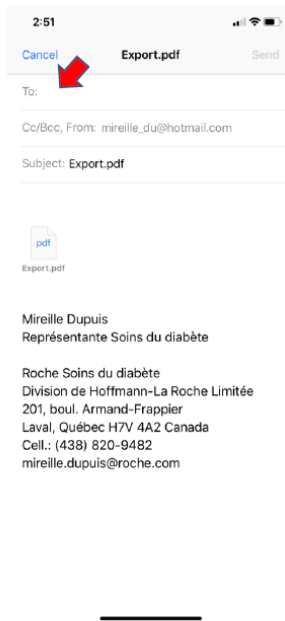 2:51
Cancel Export.pdf Send
To:
Cc/Bcc, From: mireille_du@hotmail.com
Subject: Export.pdf
pdf
Export.pdf
Mireille Dupuis
Représentante Soins du diabète
Roche Soins du diabète
Division de Hoffmann-La Roche Limitée
201, boul. Armand-Frappier
Laval, Québec H7V 4A2 Canada
Cell.: (438) 820-9482
mireille.dupuis@roche.com